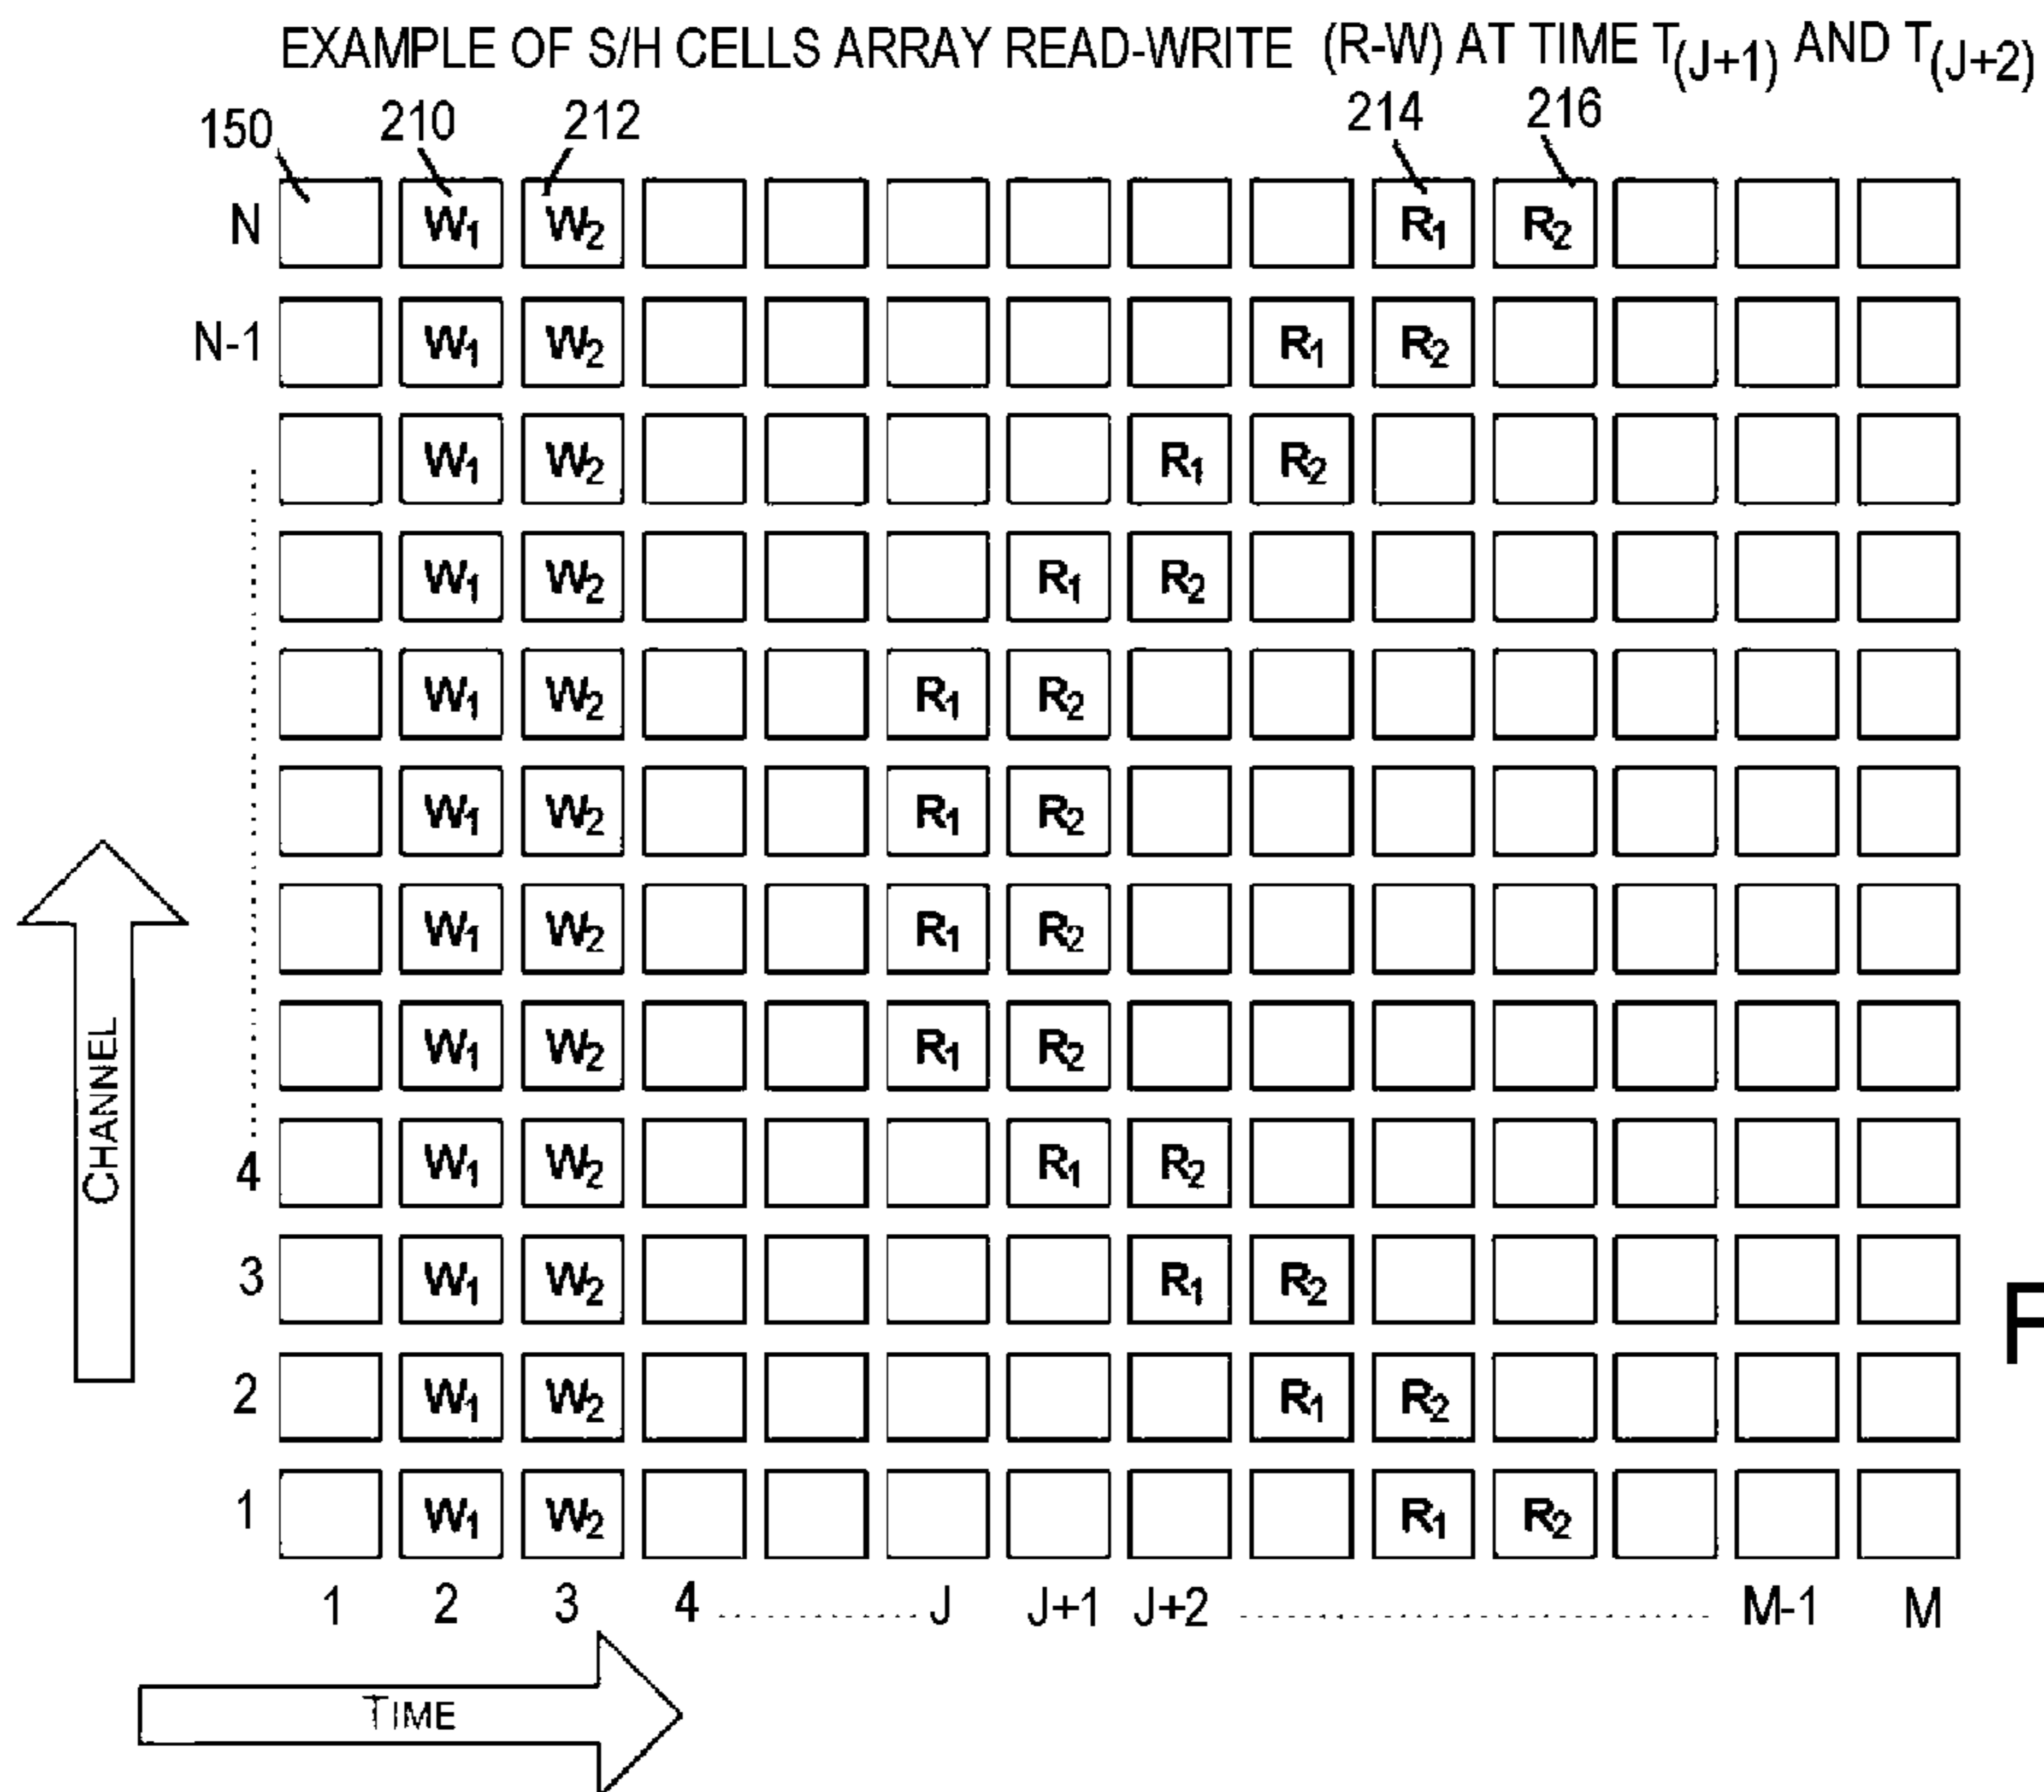 EXAMPLE OF S/H CELLS ARRAY READ-WRITE (R-W) AT TIME T(J+1) AND T(J+2)
150 210 212 214 216
N W1 W2 R1 R2
N-1 W1 W2 R1 R2
W1 W2 R1 R2
W1 W2 R1 R2
W1 W2 R1 R2
W1 W2 R1 R2
W1 W2 R1 R2
W1 W2 R1 R2
4 W1 W2 R1 R2
3 W1 W2 R1 R2
2 W1 W2 R1 R2
1 W1 W2 R1 R2
1 2 3 4 J J+1 J+2 M-1 M
CHANNEL
TIME
F